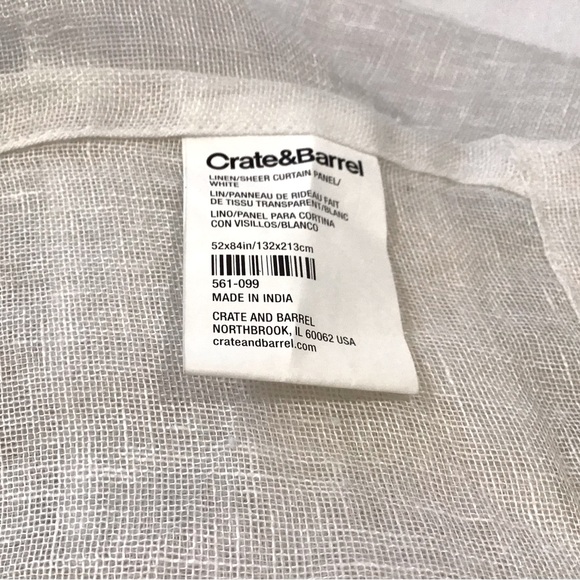 Crate&Barrel
LINEN/SHEER CURTAIN PANEL/
WHITE
LIN/PANNEAU DE RIDEAU FAIT
DE TISSU TRANSPARENT/BLANC
LINO/PANEL PARA CORTINA
CON VISILLOS/BLANCO
52x84in/132x213cm
561-099
MADE IN INDIA
CRATE AND BARREL
NORTHBROOK, IL 60062 USA
crateandbarrel.com